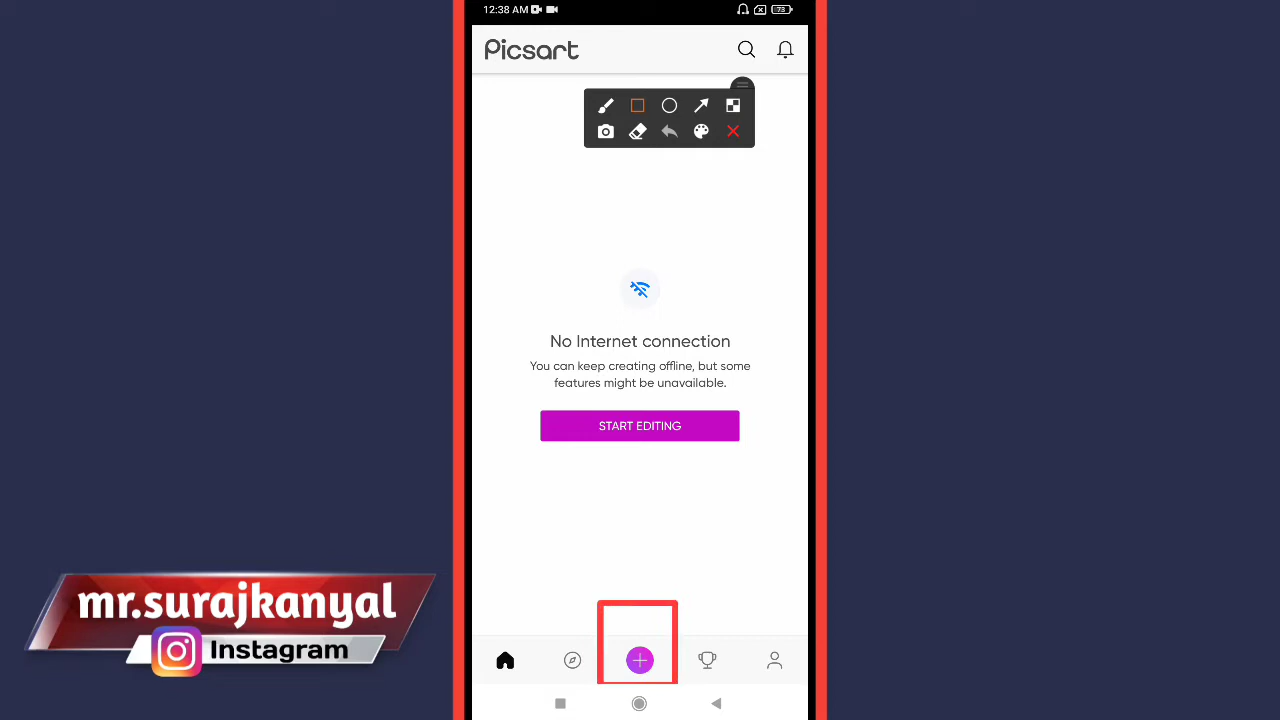 12:38 AM
73
Picsart
No Internet connection
You can keep creating offline, but some
features might be unavailable.
START EDITING
mr.surajkanyal
Instagram